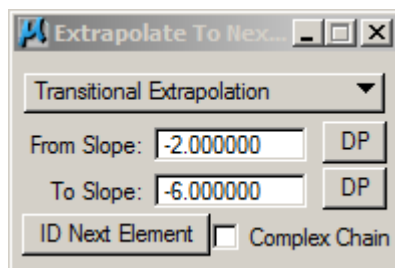 Extrapolate To Nex...
Transitional Extrapolation
From Slope: -2.000000 DP
To Slope: -6.000000 DP
ID Next Element Complex Chain